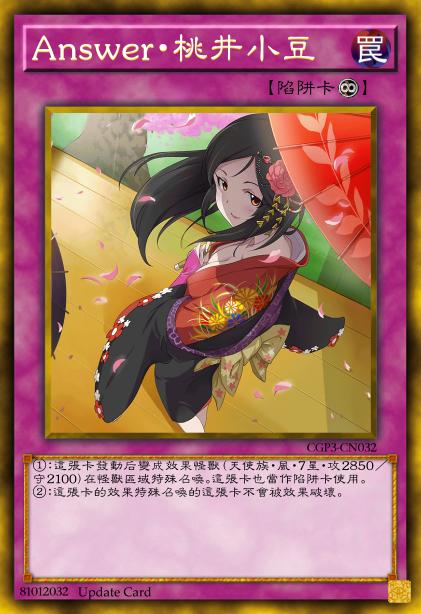 Answer·桃井小豆
罠
【陷阱卡】
CGP3-CN032
①:這張卡發動后變成效果怪獸(天使族·風·7星·攻2850/
守2100)在怪獸區域特殊召喚。這張卡也當作陷阱卡使用。
②:這張卡的效果特殊召喚的這張卡不會被效果破壞。
81012032 Update Card